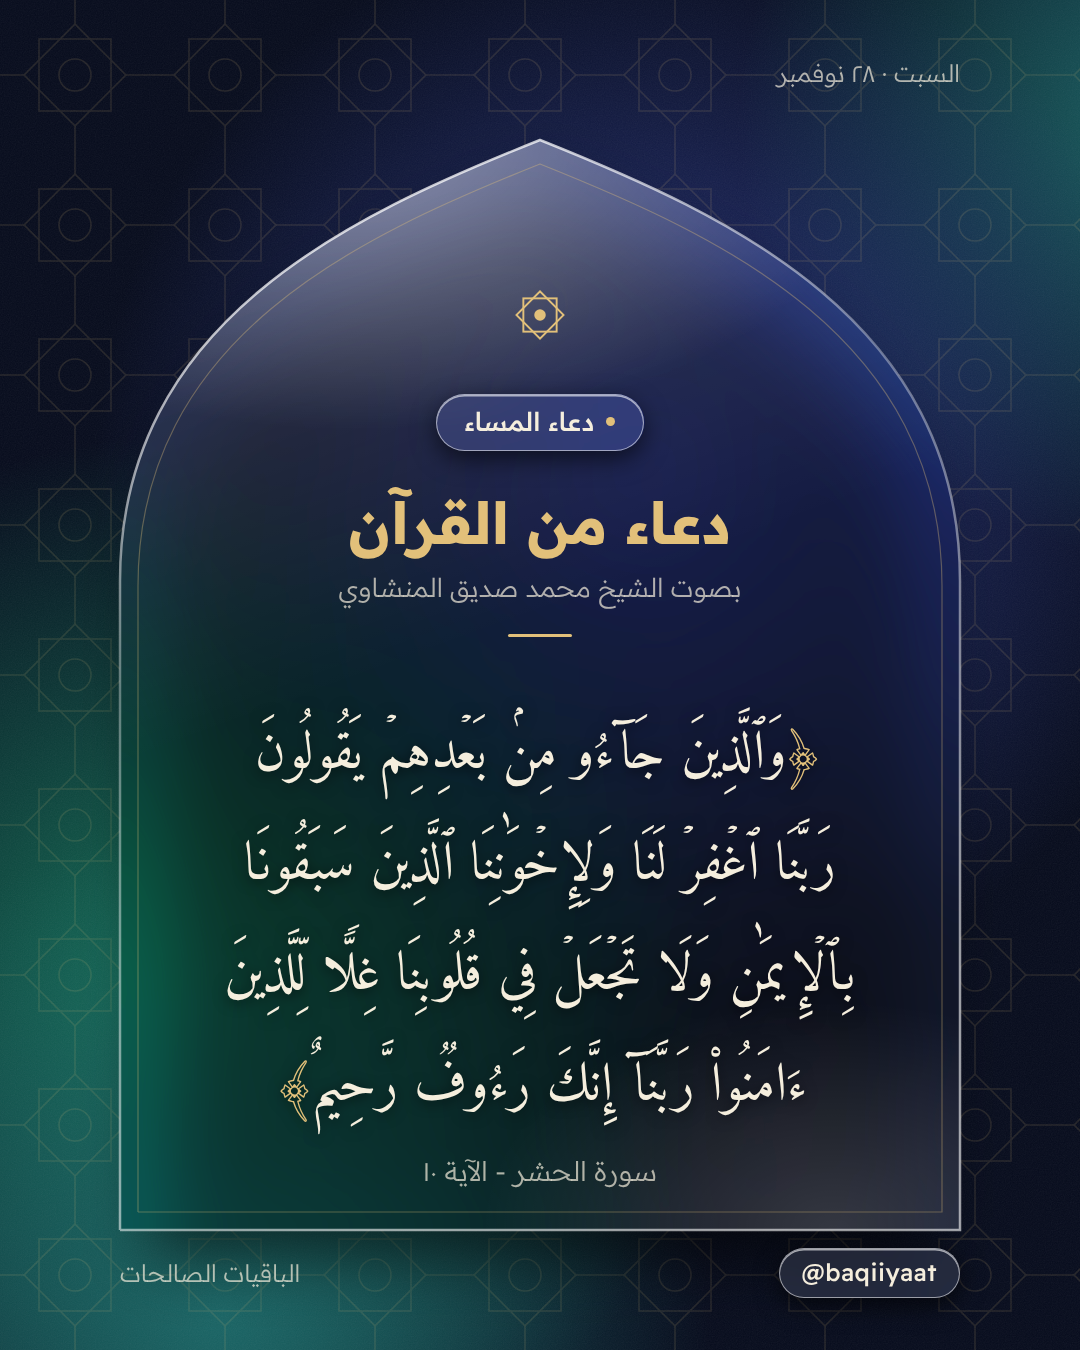 السبت · ٢٨ نوفمبر
دعاء المساء
دعاء من القرآن
بصوت الشيخ محمد صديق المنشاوي
﴿وَٱلَّذِينَ جَآءُو مِنۢ بَعۡدِهِمۡ يَقُولُونَ
رَبَّنَا ٱغۡفِرۡ لَنَا وَلِإِخۡوَٰنِنَا ٱلَّذِينَ سَبَقُونَا
بِٱلۡإِيمَٰنِ وَلَا تَجۡعَلۡ فِي قُلُوبِنَا غِلّٗا لِّلَّذِينَ
ءَامَنُواْ رَبَّنَآ إِنَّكَ رَءُوفٞ رَّحِيمٌ﴾
سورة الحشر - الآية ١٠
@baqiiyaat
الباقيات الصالحات